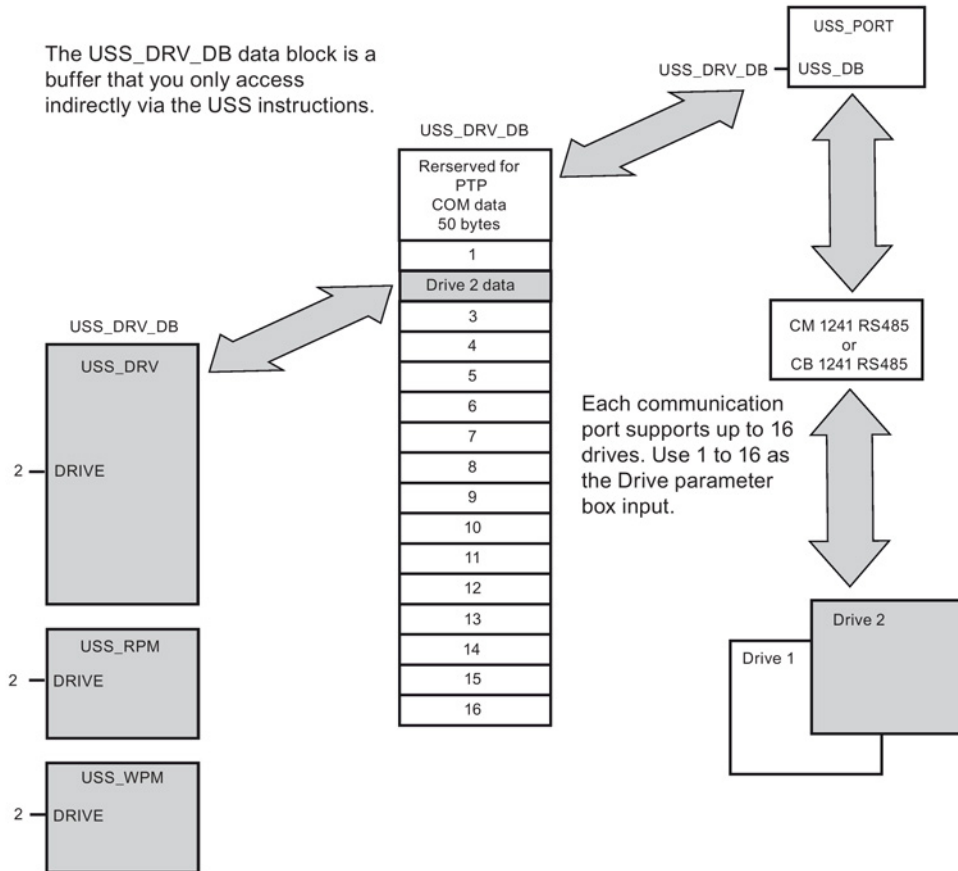 The USS_DRV_DB data block is a
buffer that you only access
indirectly via the USS instructions.
USS_PORT
USS_DRV_DB
USS_DB
USS_DRV_DB
Rerserved for
PTP
COM data
50 bytes
1
Drive 2 data
3
4
5
6
7
8
9
10
11
12
13
14
15
16
USS_DRV_DB
USS_DRV
2
DRIVE
USS_RPM
2
DRIVE
USS_WPM
2
DRIVE
CM 1241 RS485
or
CB 1241 RS485
Each communication
port supports up to 16
drives. Use 1 to 16 as
the Drive parameter
box input.
Drive 2
Drive 1